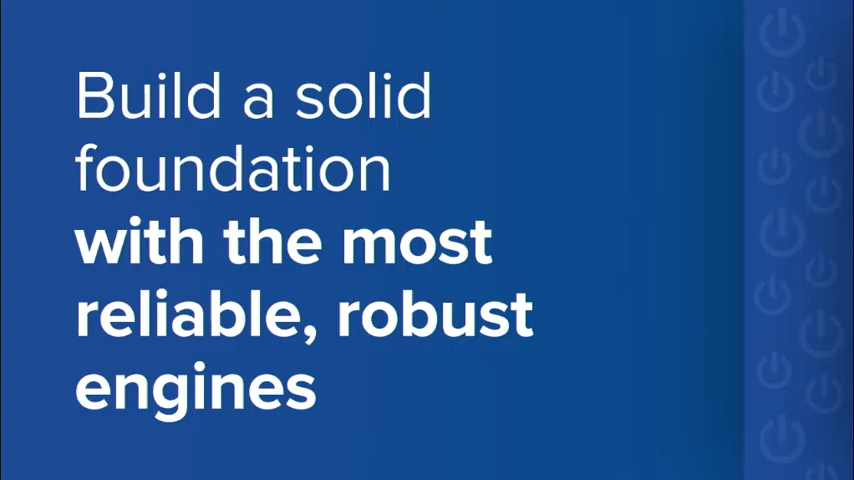 Build a solid
foundation
with the most
reliable, robust
engines